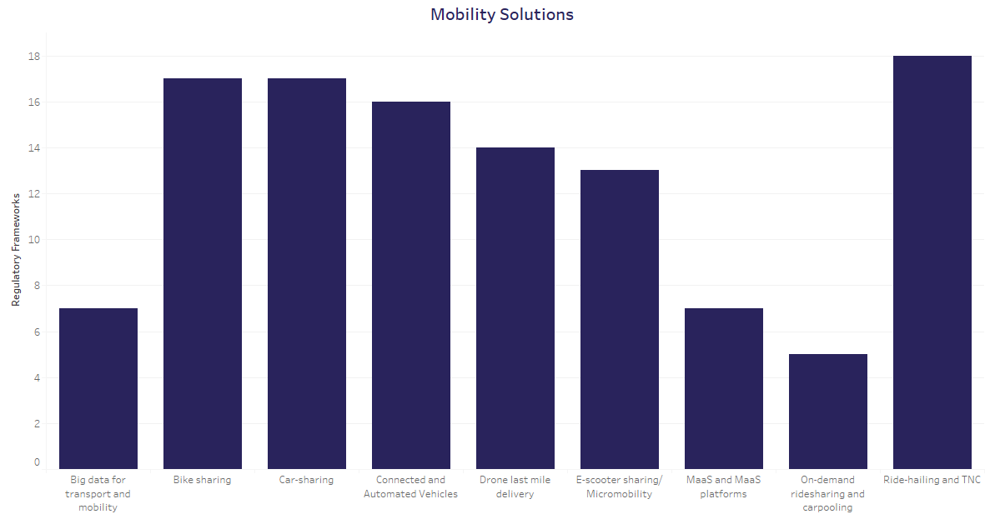 Mobility Solutions
Regulatory Frameworks
18
16
14
12
10
8
6
4
2
0
Big data for
transport and
mobility
Bike sharing
Car-sharing
Connected and
Automated Vehicles
Drone last mile
delivery
E-scooter sharing/
Micromobility
MaaS and MaaS
platforms
On-demand
ridesharing and
carpooling
Ride-hailing and TNC